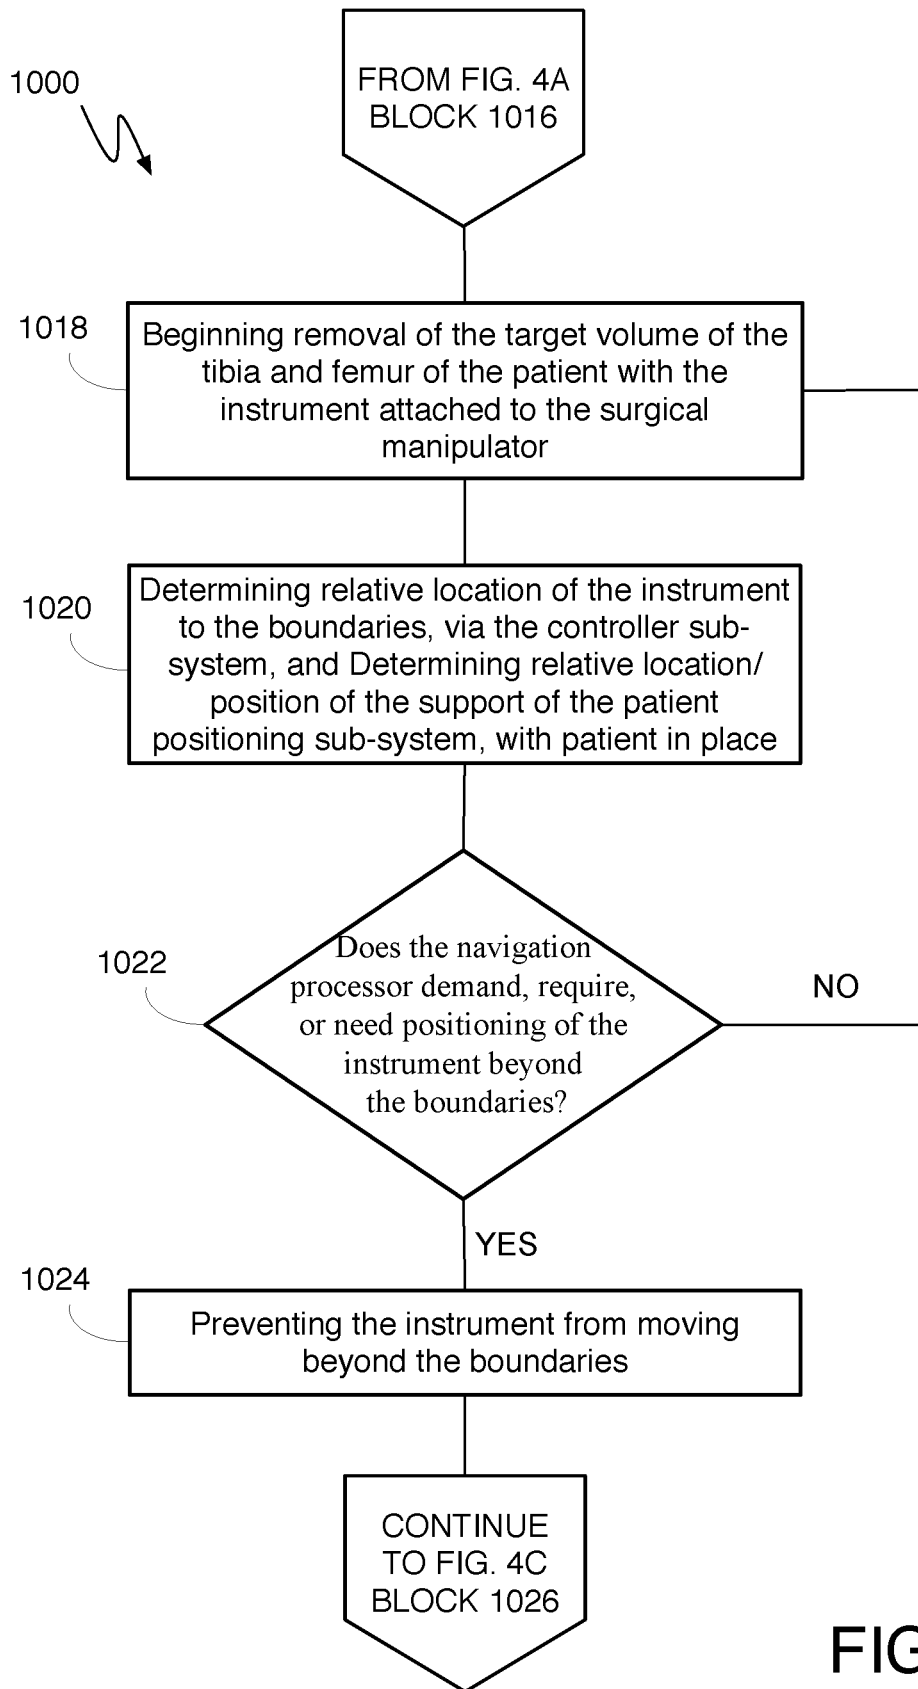 FROM FIG. 4A
BLOCK 1016
1000
1018
Beginning removal of the target volume of the
tibia and femur of the patient with the
instrument attached to the surgical
manipulator
1020
Determining relative location of the instrument
to the boundaries, via the controller sub-
system, and Determining relative location/
position of the support of the patient
positioning sub-system, with patient in place
1022
Does the navigation
processor demand, require,
or need positioning of the
instrument beyond
the boundaries?
NO
YES
1024
Preventing the instrument from moving
beyond the boundaries
CONTINUE
TO FIG. 4C
BLOCK 1026
FIG